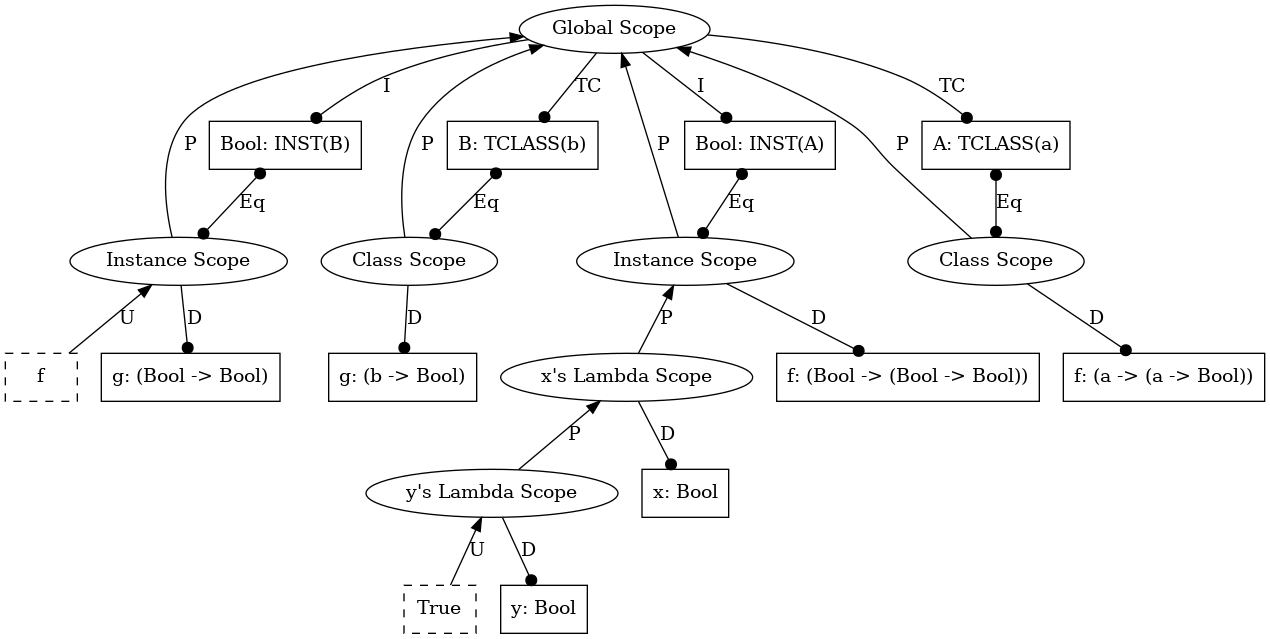 Global Scope
I
TC
I
TC
P
Bool: INST(B)
P
B: TCLASS(b)
P
Bool: INST(A)
P
A: TCLASS(a)
Eq
Eq
Eq
Eq
Instance Scope
Class Scope
Instance Scope
Class Scope
U
D
D
P
D
D
f
g: (Bool -> Bool)
g: (b -> Bool)
x's Lambda Scope
f: (Bool -> (Bool -> Bool))
f: (a -> (a -> Bool))
P
D
y's Lambda Scope
x: Bool
U
D
True
y: Bool